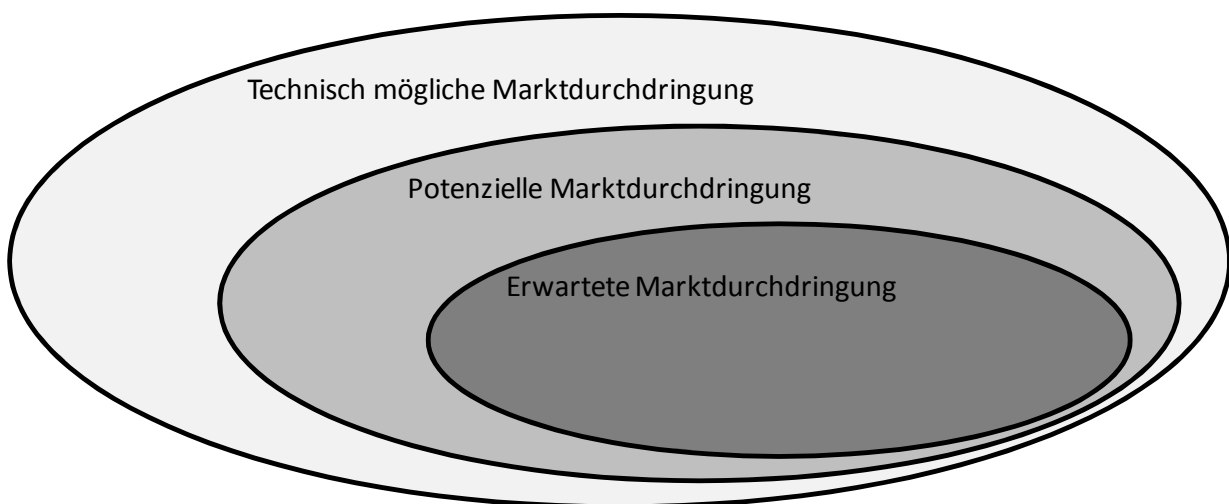 Technisch mögliche Marktdurchdringung
Potenzielle Marktdurchdringung
Erwartete Marktdurchdringung